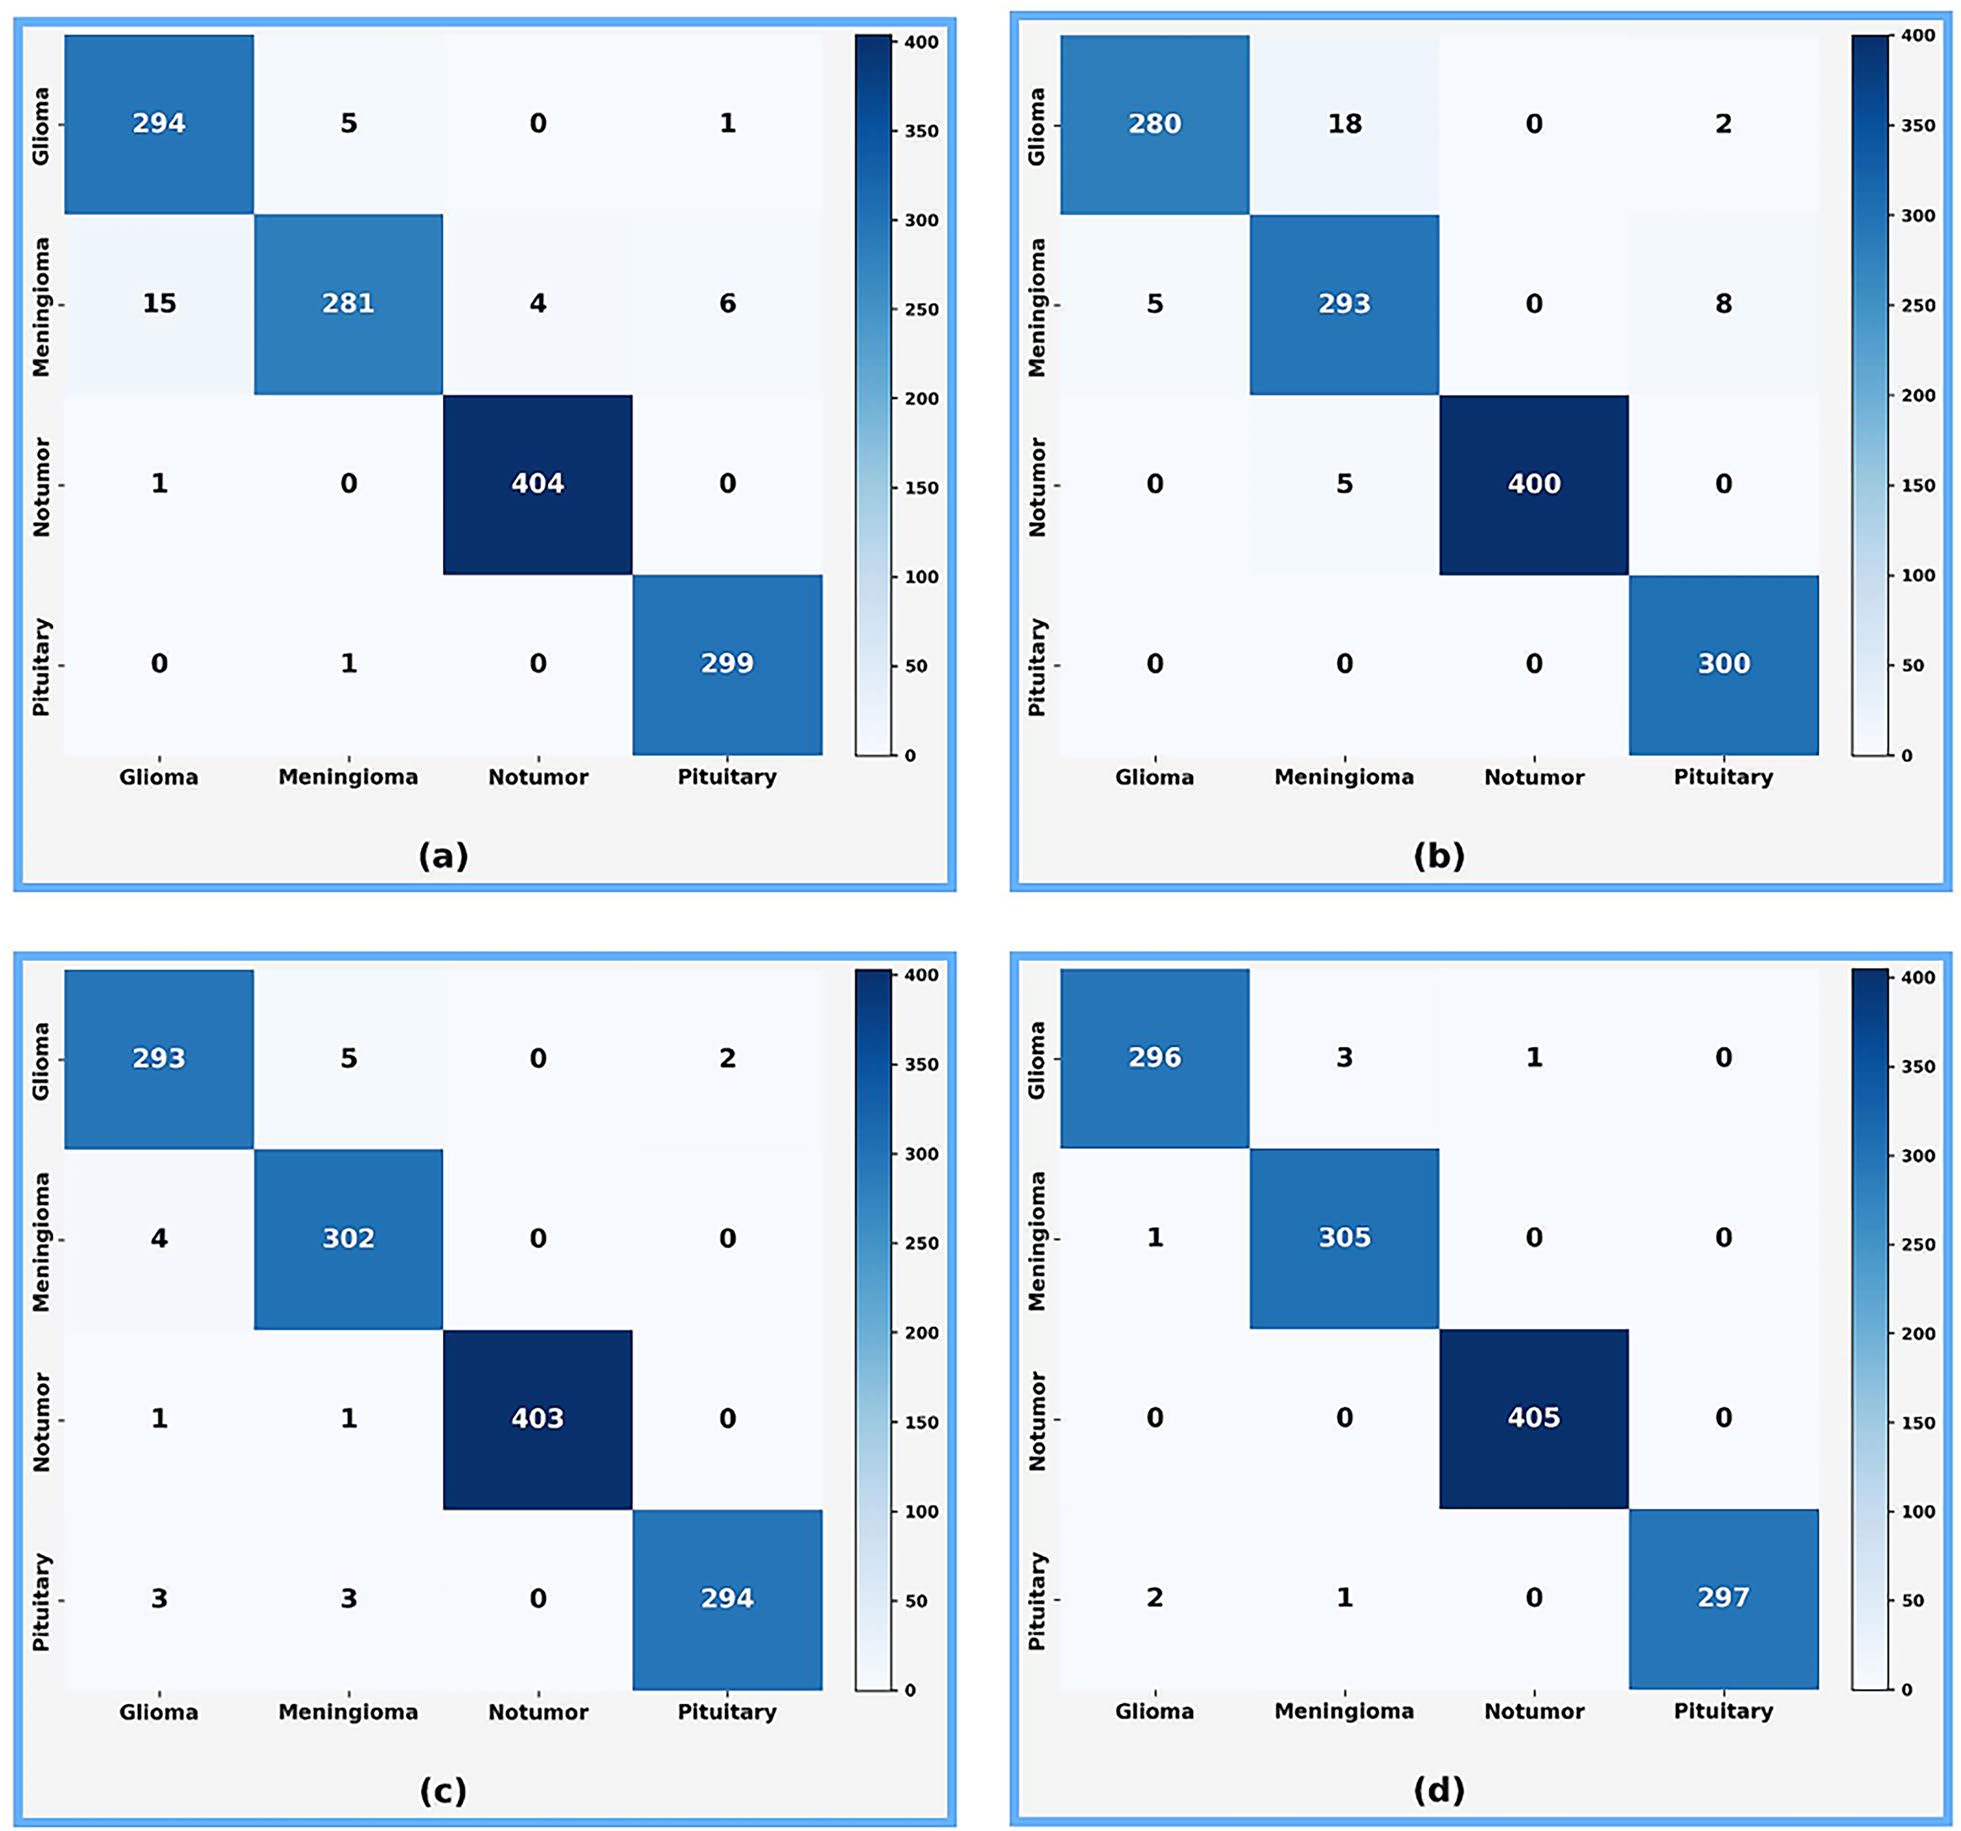 400
Glioma 294 5 0 1
350
300
Meningioma 15 281 4 6
250
200
Notumor 1 0 404 0
150
100
Pituitary 0 1 0 299
50
0
Glioma Meningioma Notumor Pituitary
(a)
400
Glioma 280 18 0 2
350
300
Meningioma 5 293 0 8
250
200
Notumor 0 5 400 0
150
100
Pituitary 0 0 0 300
50
0
Glioma Meningioma Notumor Pituitary
(b)
400
Glioma 293 5 0 2
350
300
Meningioma 4 302 0 0
250
200
Notumor 1 1 403 0
150
100
Pituitary 3 3 0 294
50
0
Glioma Meningioma Notumor Pituitary
(c)
400
Glioma 296 3 1 0
350
300
Meningioma 1 305 0 0
250
200
Notumor 0 0 405 0
150
100
Pituitary 2 1 0 297
50
0
Glioma Meningioma Notumor Pituitary
(d)